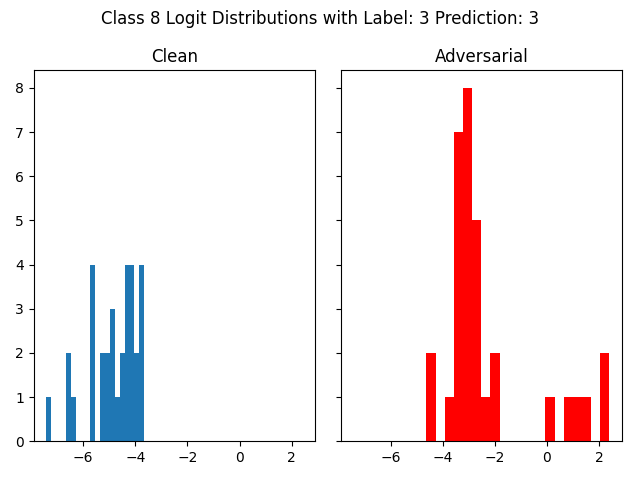 Class 8 Logit Distributions with Label: 3 Prediction: 3
Clean
Adversarial
8
7
6
5
4
3
2
1
0
−6 −4 −2 0 2
−6 −4 −2 0 2